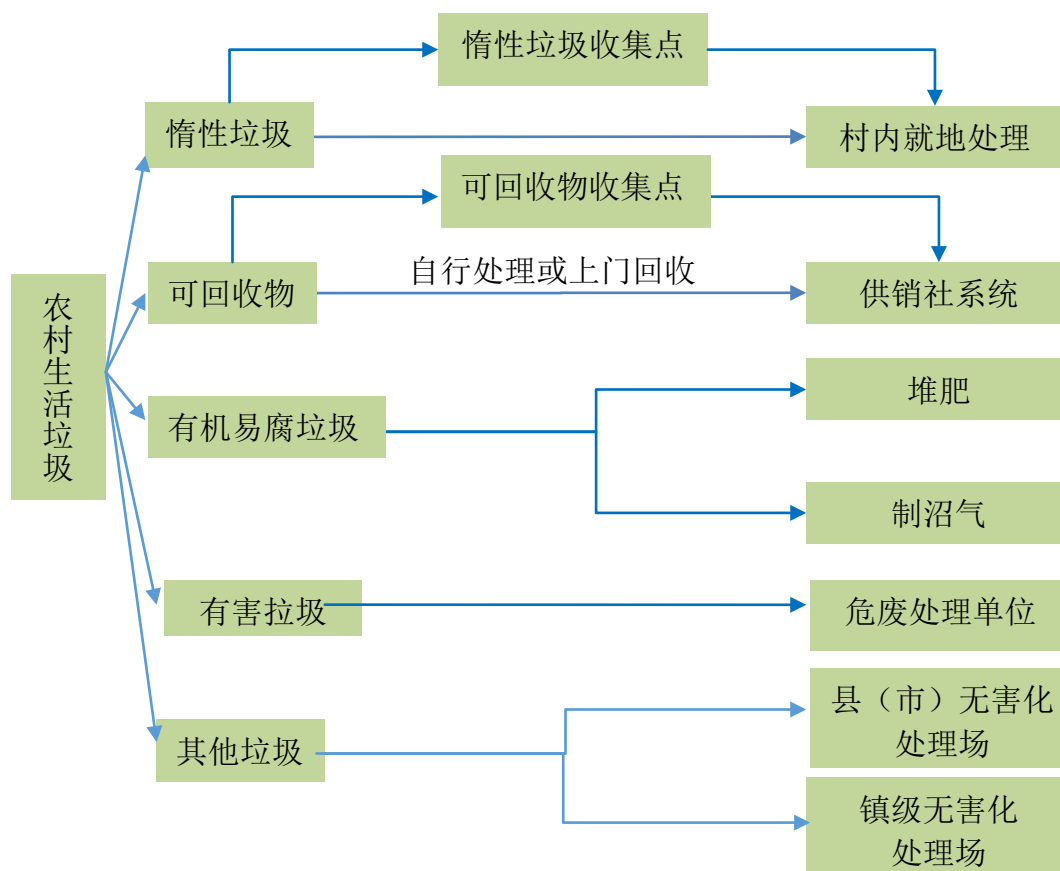 惰性垃圾收集点
惰性垃圾
村内就地处理
可回收物收集点
自行处理或上门回收
可回收物
供销社系统
农村生活垃圾
堆肥
有机易腐垃圾
制沼气
有害拉圾
危废处理单位
县（市）无害化
处理场
其他垃圾
镇级无害化
处理场